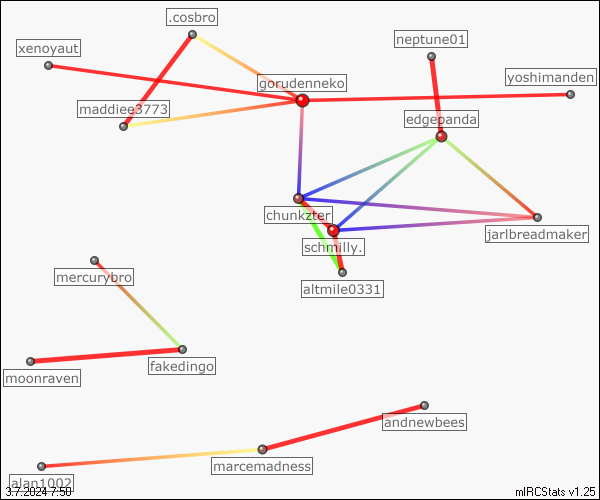 .cosbro
neptune01
xenoyaut
gorudenneko
yoshimanden
maddiee3773
edgepanda
chunkzter
jarlbreadmaker
schmilly.
mercurybro
altmile0331
fakedingo
moonraven
andnewbees
marcemadness
alan1002
3.7.2024 7:50
mIRCStats v1.25